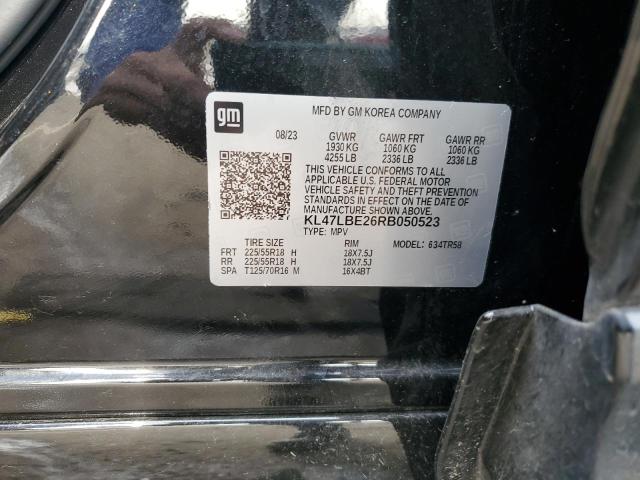 gm
MFD BY GM KOREA COMPANY
08/23 GVWR GAWR FRT GAWR RR
1930 KG 1060 KG 1060 KG
4255 LB 2336 LB 2336 LB
THIS VEHICLE CONFORMS TO ALL
APPLICABLE U.S. FEDERAL MOTOR
VEHICLE SAFETY AND THEFT PREVENTION
STANDARDS IN EFFECT ON THE DATE OF
MANUFACTURE SHOWN ABOVE.
KL47LBE26RB050523
TYPE: MPV MODEL: 634TR58
TIRE SIZE RIM
FRT 225/55R18 H 18X7.5J
RR 225/55R18 H 18X7.5J
SPA T125/70R16 M 16X4BT